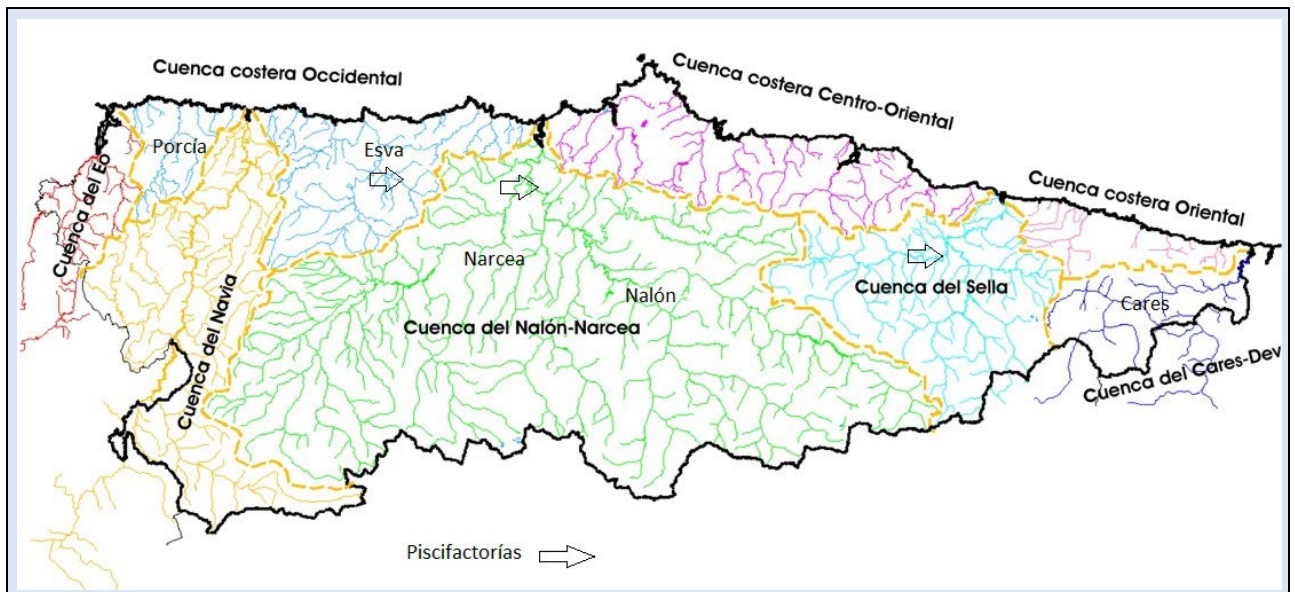 Cuenca costera Occidental
Cuenca costera Centro-Oriental
Porcía
Esva
Cuenca del Eo
Cuenca costera Oriental
Narcea
Nalón
Cuenca del Sella
Cares
Cuenca del Navia
Cuenca del Nalón-Narcea
Cuenca del Cares-Dev
Piscifactorías